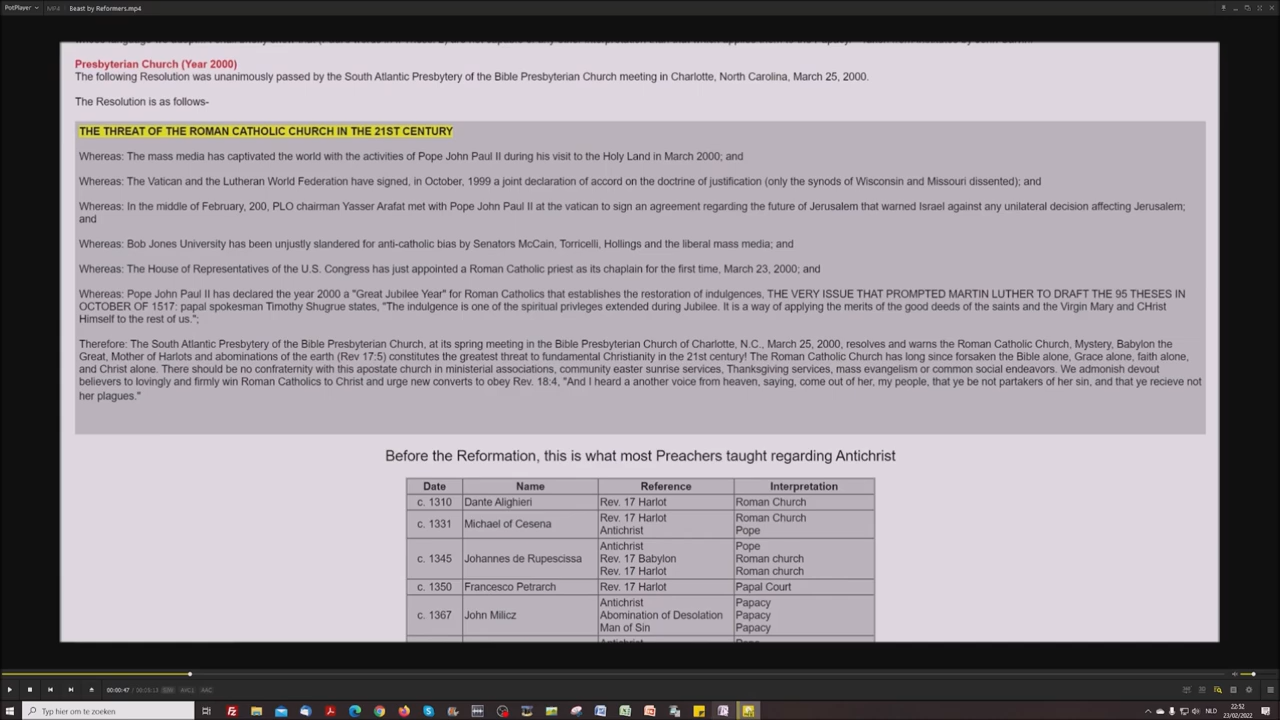 PotPlayer
MP4
Beast by Reformers.mp4
Presbyterian Church (Year 2000)
The following Resolution was unanimously passed by the South Atlantic Presbytery of the Bible Presbyterian Church meeting in Charlotte, North Carolina, March 25, 2000.
The Resolution is as follows-
THE THREAT OF THE ROMAN CATHOLIC CHURCH IN THE 21ST CENTURY
Whereas: The mass media has captivated the world with the activities of Pope John Paul II during his visit to the Holy Land in March 2000; and
Whereas: The Vatican and the Lutheran World Federation have signed, in October, 1999 a joint declaration of accord on the doctrine of justification (only the synods of Wisconsin and Missouri dissented); and
Whereas: In the middle of February, 200, PLO chairman Yasser Arafat met with Pope John Paul II at the vatican to sign an agreement regarding the future of Jerusalem that warned Israel against any unilateral decision affecting Jerusalem;
and
Whereas: Bob Jones University has been unjustly slandered for anti-catholic bias by Senators McCain, Torricelli, Hollings and the liberal mass media; and
Whereas: The House of Representatives of the U.S. Congress has just appointed a Roman Catholic priest as its chaplain for the first time, March 23, 2000; and
Whereas: Pope John Paul II has declared the year 2000 a "Great Jubilee Year" for Roman Catholics that establishes the restoration of indulgences, THE VERY ISSUE THAT PROMPTED MARTIN LUTHER TO DRAFT THE 95 THESES IN
OCTOBER OF 1517: papal spokesman Timothy Shugrue states, "The indulgence is one of the spiritual privleges extended during Jubilee. It is a way of applying the merits of the good deeds of the saints and the Virgin Mary and CHrist
Himself to the rest of us.";
Therefore: The South Atlantic Presbytery of the Bible Presbyterian Church, at its spring meeting in the Bible Presbyterian Church of Charlotte, N.C., March 25, 2000, resolves and warns the Roman Catholic Church, Mystery, Babylon the
Great, Mother of Harlots and abominations of the earth (Rev 17:5) constitutes the greatest threat to fundamental Christianity in the 21st century! The Roman Catholic Church has long since forsaken the Bible alone, Grace alone, faith alone,
and Christ alone. There should be no confraternity with this apostate church in ministerial associations, community easter sunrise services, Thanksgiving services, mass evangelism or common social endeavors. We admonish devout
believers to lovingly and firmly win Roman Catholics to Christ and urge new converts to obey Rev. 18:4, "And I heard a another voice from heaven, saying, come out of her, my people, that ye be not partakers of her sin, and that ye recieve not
her plagues."
Before the Reformation, this is what most Preachers taught regarding Antichrist
Date Name Reference Interpretation
c. 1310 Dante Alighieri Rev. 17 Harlot Roman Church
c. 1331 Michael of Cesena Rev. 17 Harlot Roman Church
Antichrist Pope
c. 1345 Johannes de Rupescissa Antichrist Pope
Rev. 17 Babylon Roman church
Rev. 17 Harlot Roman church
c. 1350 Francesco Petrarch Rev. 17 Harlot Papal Court
c. 1367 John Milicz Antichrist Papacy
Abomination of Desolation Papacy
Man of Sin Papacy
00:00:47
Typ hier om te zoeken
NLD
22:52
23/02/2022